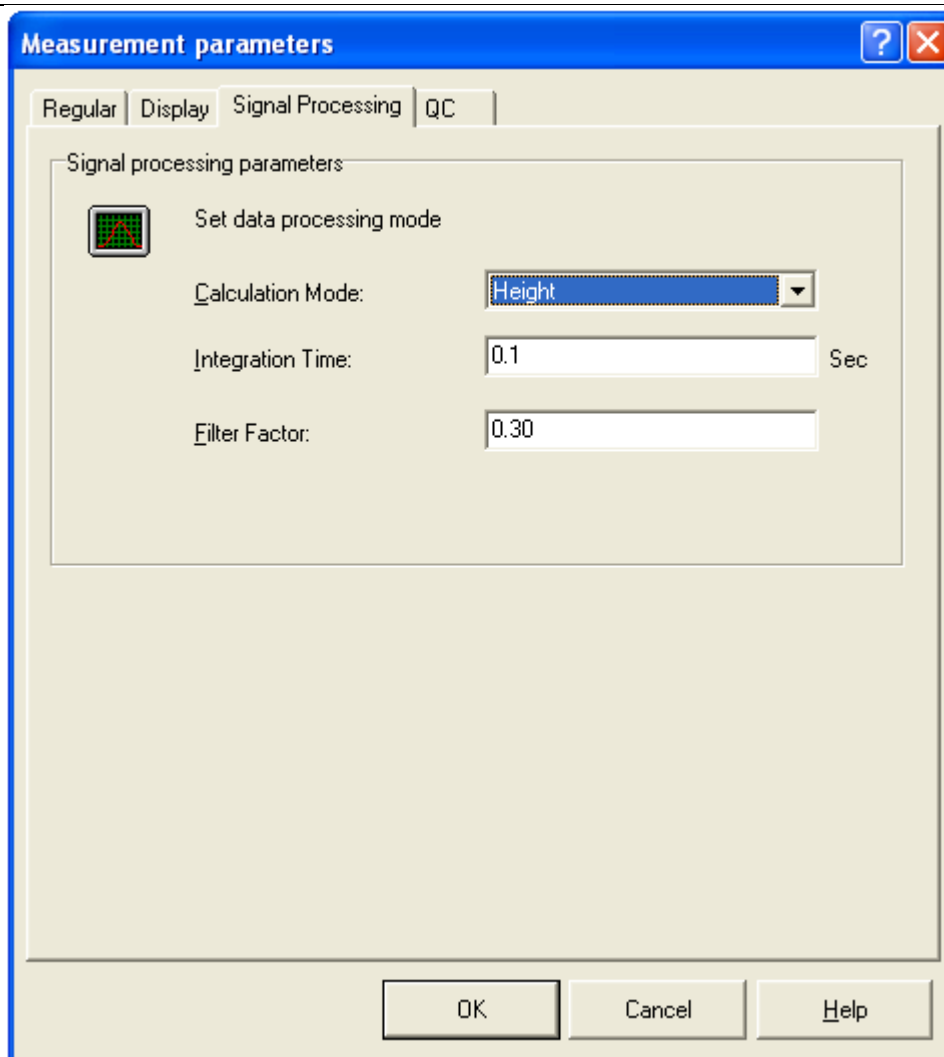 Measurement parameters
Regular Display Signal Processing QC
Signal processing parameters
Set data processing mode
Calculation Mode: Height
Integration Time: 0.1 Sec
Filter Factor: 0.30
OK Cancel Help